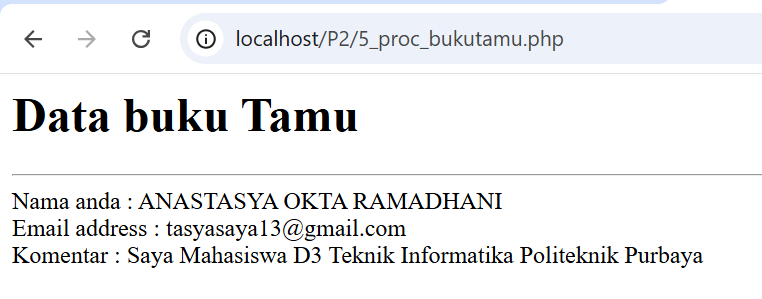 localhost/P2/5_proc_bukutamu.php
Data buku Tamu
Nama anda : ANASTASYA OKTA RAMADHANI
Email address : tasyasaya13@gmail.com
Komentar : Saya Mahasiswa D3 Teknik Informatika Politeknik Purbaya